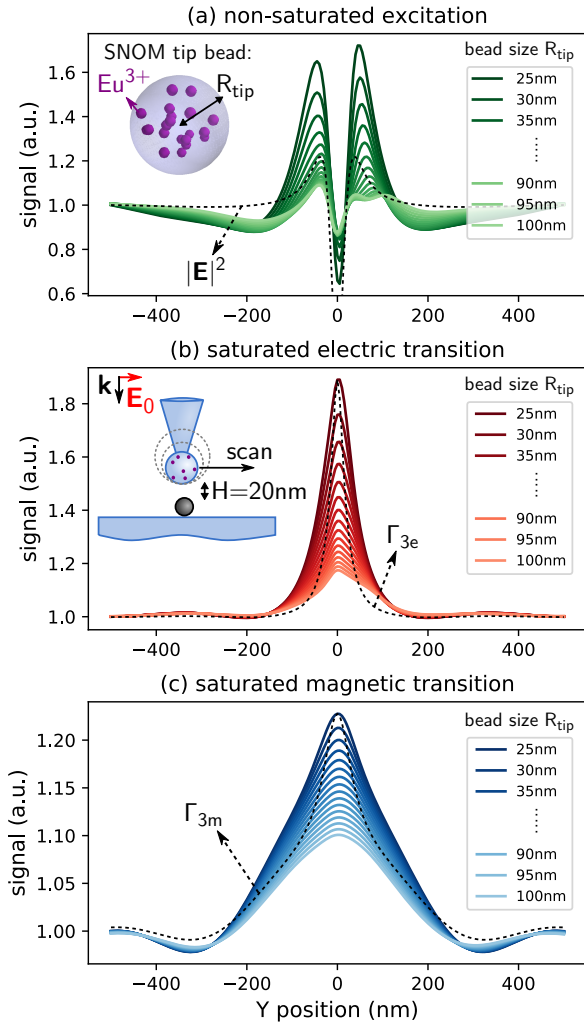 (a) non-saturated excitation
SNOM tip bead:
Eu³⁺
R_tip
|E|²
bead size R_tip
25nm
30nm
35nm
......
90nm
95nm
100nm
signal (a.u.)
1.6
1.4
1.2
1.0
0.8
0.6
−400 −200 0 200 400
(b) saturated electric transition
k
E₀
scan
H=20nm
Γ₃ₑ
bead size R_tip
25nm
30nm
35nm
......
90nm
95nm
100nm
signal (a.u.)
1.8
1.6
1.4
1.2
1.0
−400 −200 0 200 400
(c) saturated magnetic transition
Γ₃ₘ
bead size R_tip
25nm
30nm
35nm
......
90nm
95nm
100nm
signal (a.u.)
1.20
1.15
1.10
1.05
1.00
−400 −200 0 200 400
Y position (nm)